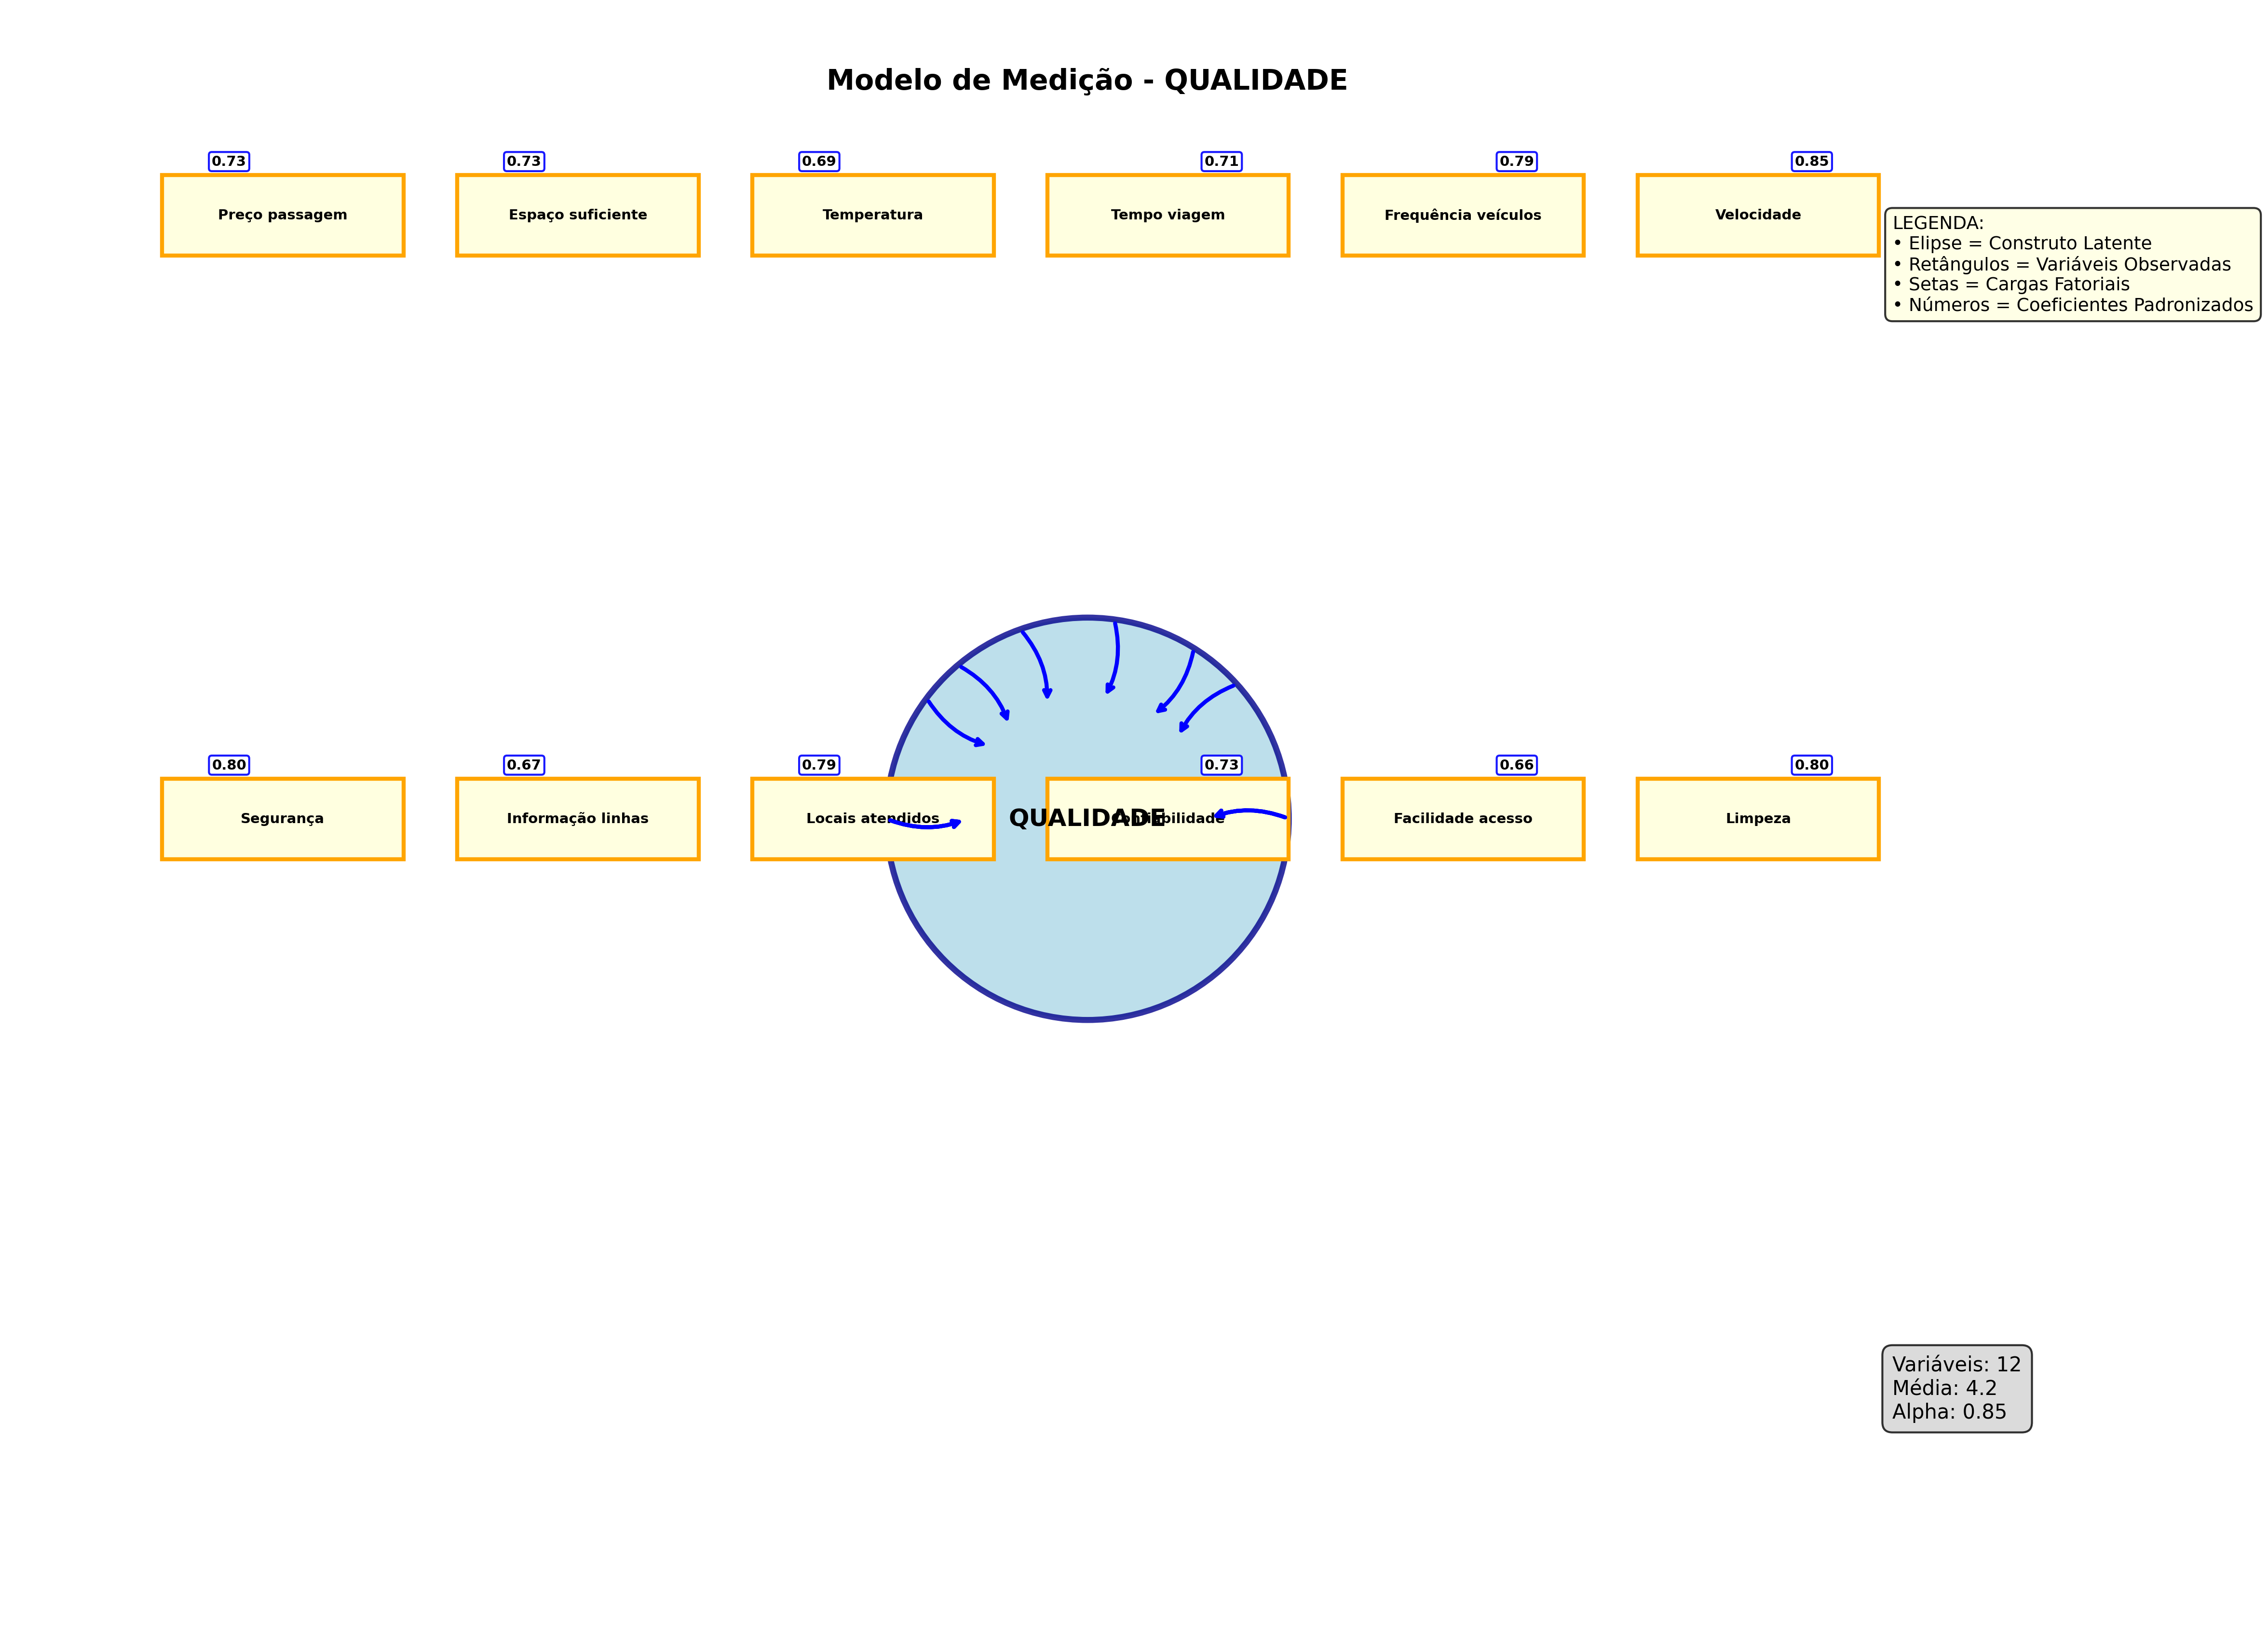 Modelo de Medição - QUALIDADE
0.73
0.73
0.69
0.71
0.79
0.85
Preço passagem
Espaço suficiente
Temperatura
Tempo viagem
Frequência veículos
Velocidade
LEGENDA:
• Elipse = Construto Latente
• Retângulos = Variáveis Observadas
• Setas = Cargas Fatoriais
• Números = Coeficientes Padronizados
0.80
0.67
0.79
0.73
0.66
0.80
Segurança
Informação linhas
Locais atendidos
QUALIDADE
Confiabilidade
Facilidade acesso
Limpeza
Variáveis: 12
Média: 4.2
Alpha: 0.85